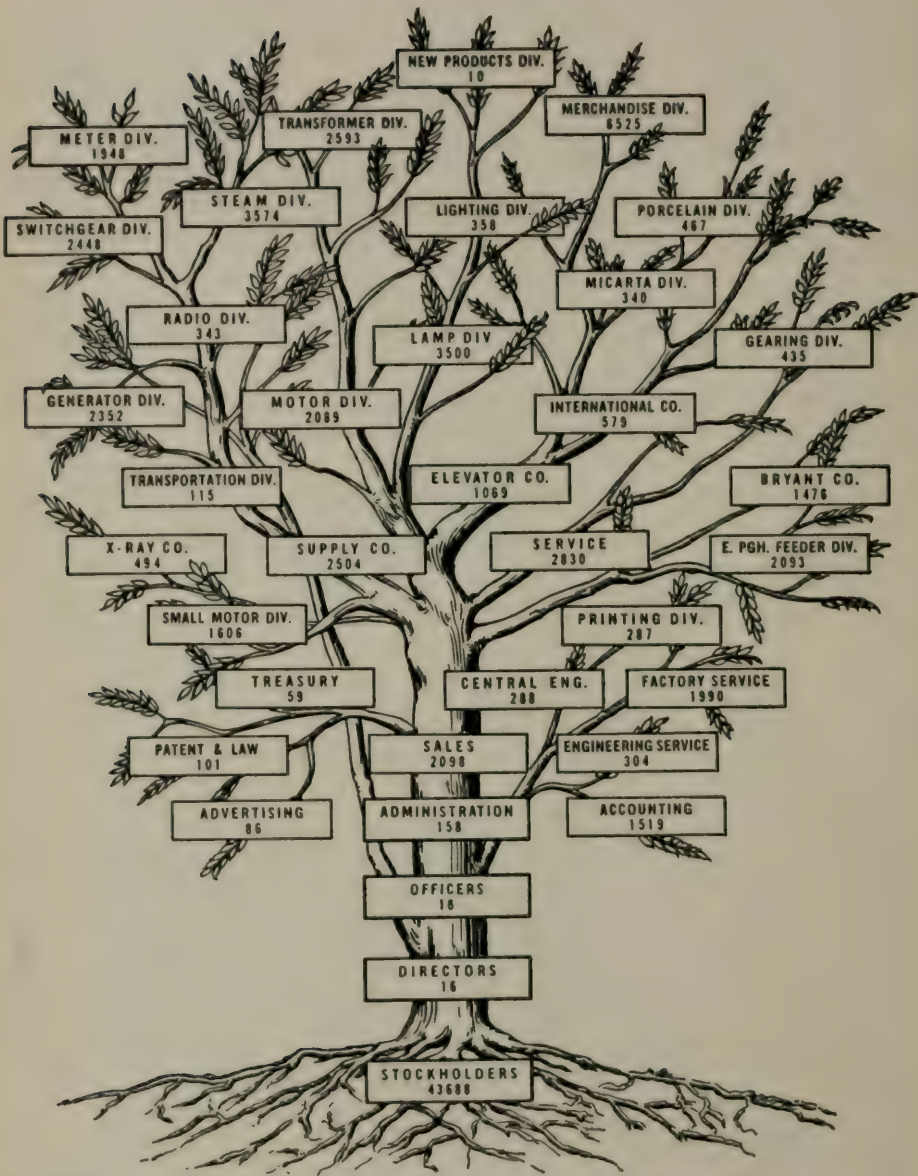 NEW PRODUCTS DIV.
10
MERCHANDISE DIV.
6525
TRANSFORMER DIV.
2593
METER DIV.
1948
STEAM DIV.
3574
LIGHTING DIV.
358
PORCELAIN DIV.
467
SWITCHGEAR DIV.
2448
MICARTA DIV.
340
RADIO DIV.
343
LAMP DIV
3500
GEARING DIV.
435
GENERATOR DIV.
2352
MOTOR DIV.
2089
INTERNATIONAL CO.
579
TRANSPORTATION DIV.
115
ELEVATOR CO.
1069
BRYANT CO.
1476
X-RAY CO.
494
SUPPLY CO.
2504
SERVICE
2830
E. PGH. FEEDER DIV.
2093
SMALL MOTOR DIV.
1606
PRINTING DIV.
287
TREASURY
59
CENTRAL ENG.
288
FACTORY SERVICE
1990
PATENT & LAW
101
SALES
2098
ENGINEERING SERVICE
304
ADVERTISING
86
ADMINISTRATION
158
ACCOUNTING
1519
OFFICERS
16
DIRECTORS
16
STOCKHOLDERS
43688